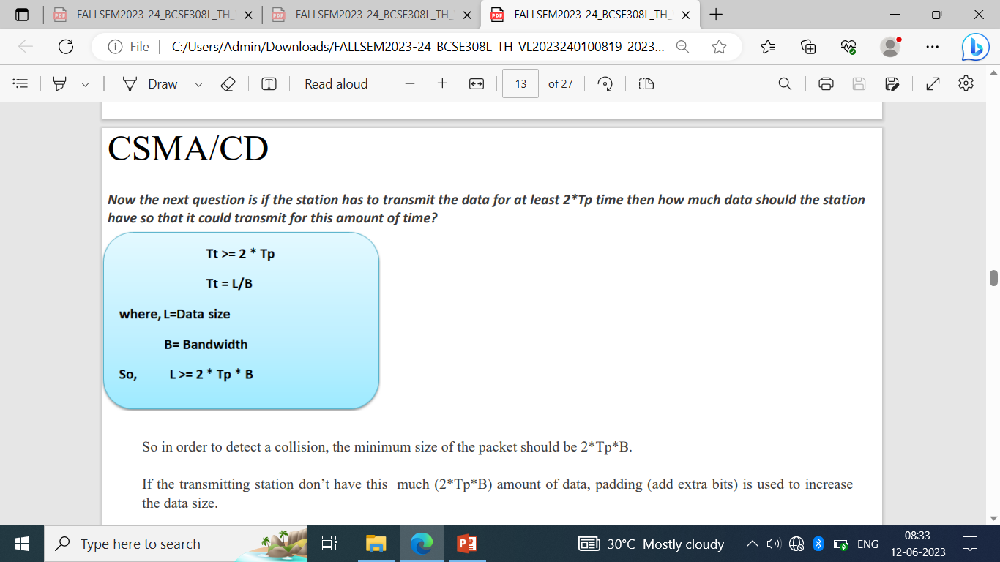 FALLSEM2023-24_BCSE308L_TH_ FALLSEM2023-24_BCSE308L_TH_ FALLSEM2023-24_BCSE308L_TH_
File C:/Users/Admin/Downloads/FALLSEM2023-24_BCSE308L_TH_VL2023240100819_2023...
Draw Read aloud 13 of 27
CSMA/CD
Now the next question is if the station has to transmit the data for at least 2*Tp time then how much data should the station
have so that it could transmit for this amount of time?
Tt >= 2 * Tp
Tt = L/B
where, L=Data size
B= Bandwidth
So, L >= 2 * Tp * B
So in order to detect a collision, the minimum size of the packet should be 2*Tp*B.
If the transmitting station don’t have this much (2*Tp*B) amount of data, padding (add extra bits) is used to increase
the data size.
Type here to search
30°C Mostly cloudy
ENG
08:33
12-06-2023